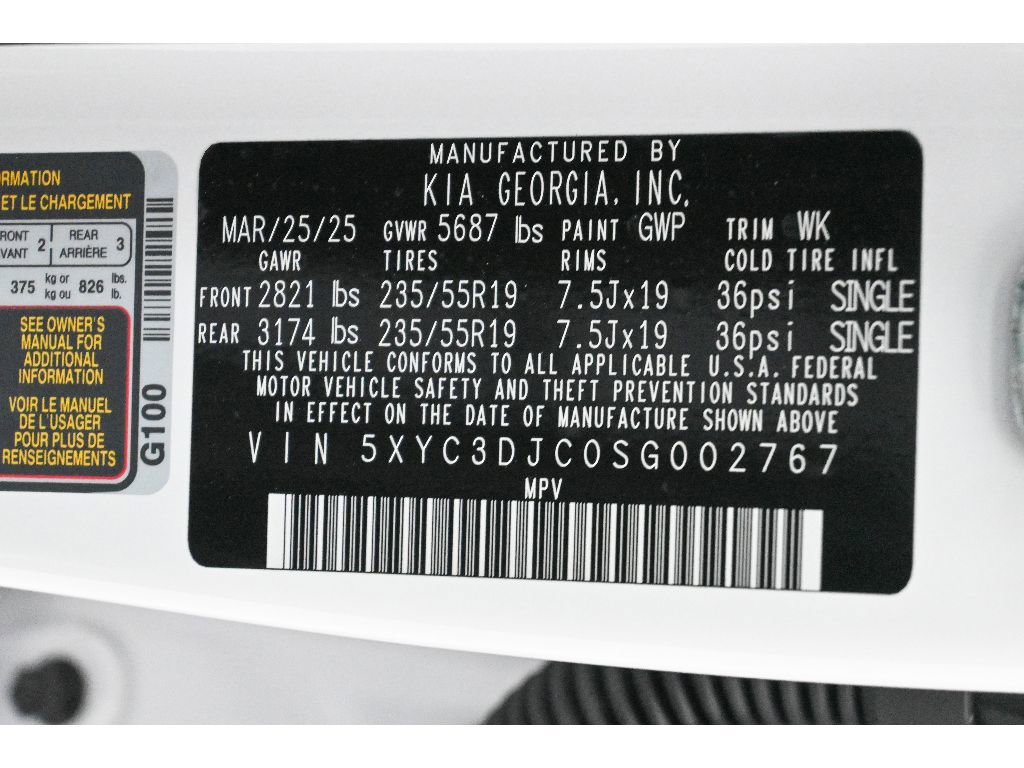 RMATION
ET LE CHARGEMENT
RONT 2 REAR 3
VANT ARRIÈRE
375 kg or 826 lbs.
kg ou lb.
SEE OWNER'S
MANUAL FOR
ADDITIONAL
INFORMATION
VOIR LE MANUEL
DE L'USAGER
POUR PLUS DE
RENSEIGNEMENTS
G100
MANUFACTURED BY
KIA GEORGIA, INC.
MAR/25/25 GVWR 5687 lbs PAINT GWP TRIM WK
GAWR TIRES RIMS COLD TIRE INFL
FRONT 2821 lbs 235/55R19 7.5Jx19 36psi SINGLE
REAR 3174 lbs 235/55R19 7.5Jx19 36psi SINGLE
THIS VEHICLE CONFORMS TO ALL APPLICABLE U.S.A. FEDERAL
MOTOR VEHICLE SAFETY AND THEFT PREVENTION STANDARDS
IN EFFECT ON THE DATE OF MANUFACTURE SHOWN ABOVE
VIN 5XYC3DJC0SG002767
MPV